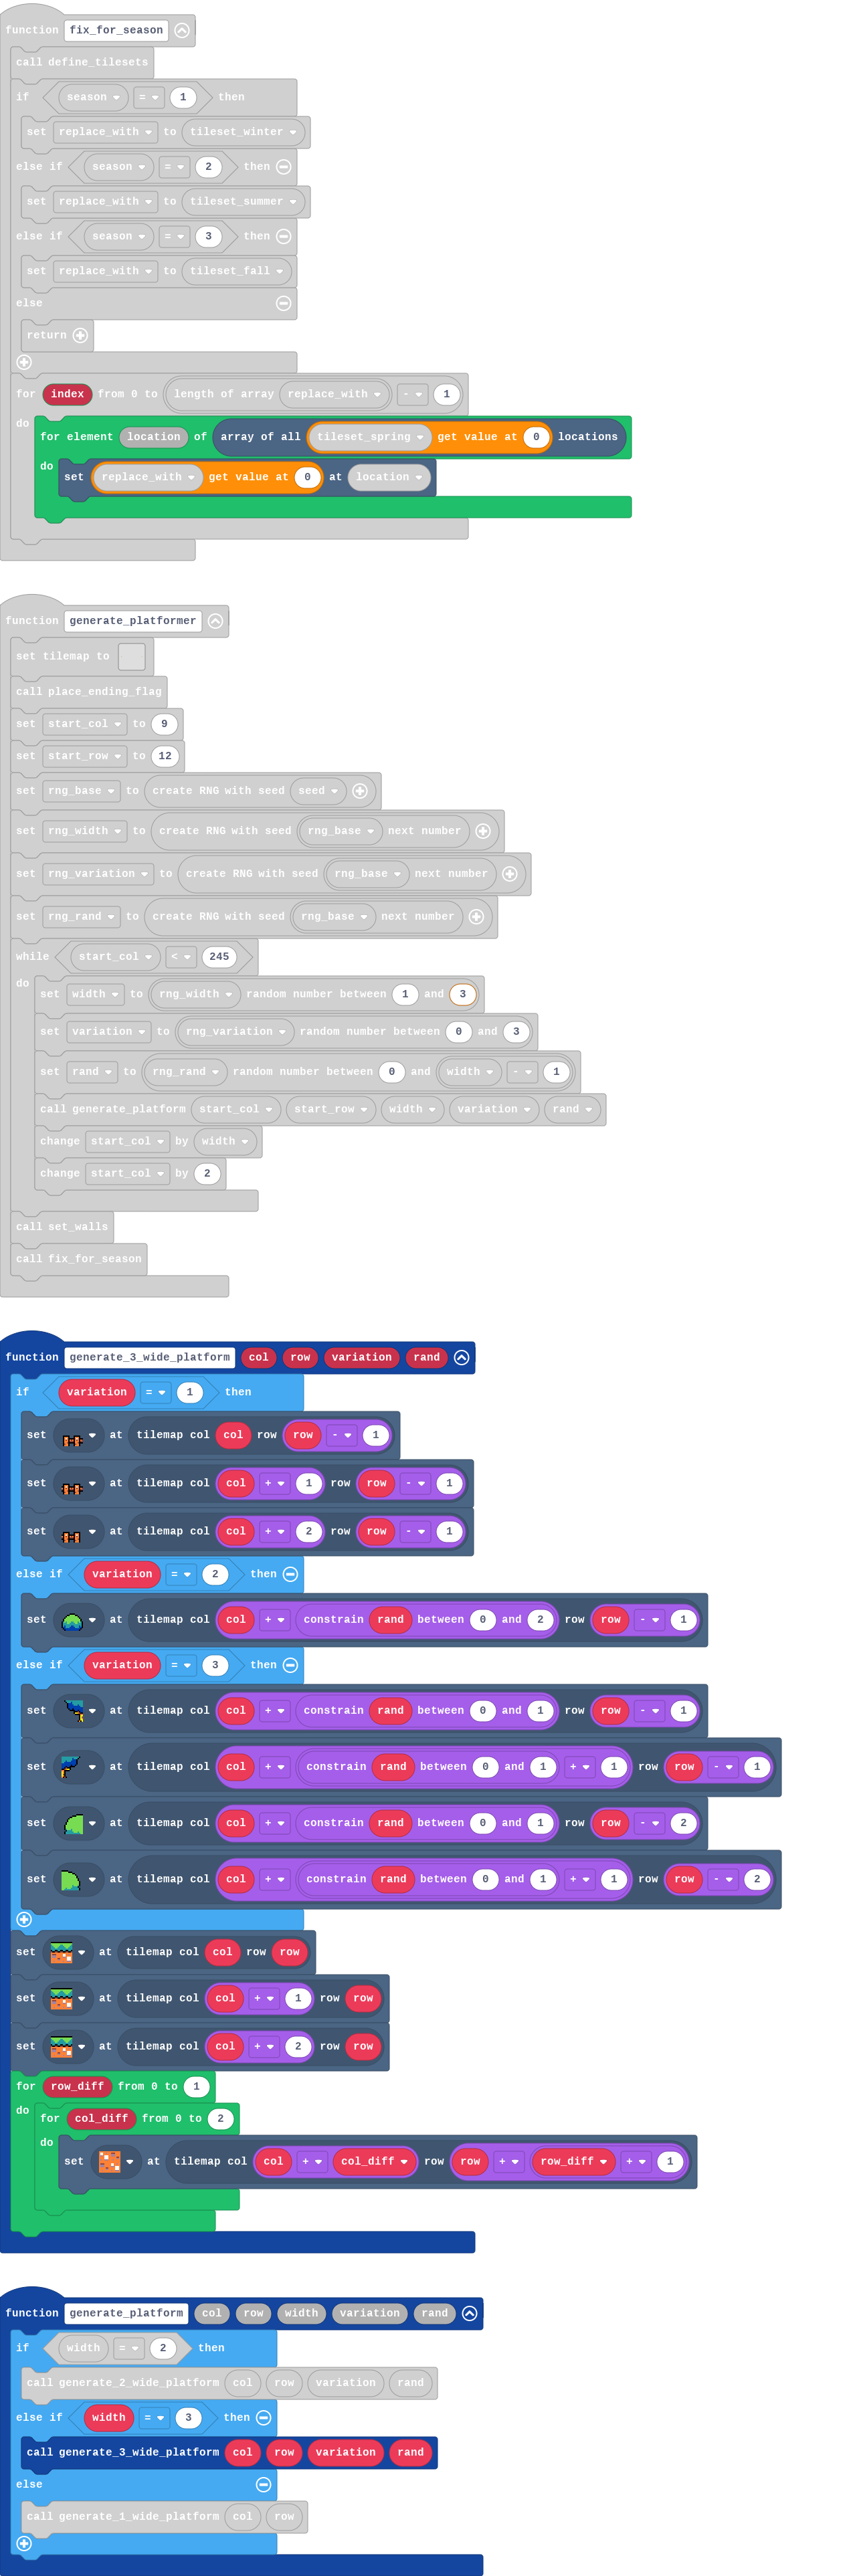 function fix_for_season
call define_tilesets
if season = 1 then
set replace_with to tileset_winter
else if season = 2 then
set replace_with to tileset_summer
else if season = 3 then
set replace_with to tileset_fall
else
return
for index from 0 to length of array replace_with - 1
do
for element location of array of all tileset_spring get value at 0 locations
do
set replace_with get value at 0 at location
function generate_platformer
set tilemap to
call place_ending_flag
set start_col to 9
set start_row to 12
set rng_base to create RNG with seed seed
set rng_width to create RNG with seed rng_base next number
set rng_variation to create RNG with seed rng_base next number
set rng_rand to create RNG with seed rng_base next number
while start_col < 245
do
set width to rng_width random number between 1 and 3
set variation to rng_variation random number between 0 and 3
set rand to rng_rand random number between 0 and width - 1
call generate_platform start_col start_row width variation rand
change start_col by width
change start_col by 2
call set_walls
call fix_for_season
function generate_3_wide_platform col row variation rand
if variation = 1 then
set at tilemap col col row row - 1
set at tilemap col col + 1 row row - 1
set at tilemap col col + 2 row row - 1
else if variation = 2 then
set at tilemap col col + constrain rand between 0 and 2 row row - 1
else if variation = 3 then
set at tilemap col col + constrain rand between 0 and 1 row row - 1
set at tilemap col col + constrain rand between 0 and 1 + 1 row row - 1
set at tilemap col col + constrain rand between 0 and 1 row row - 2
set at tilemap col col + constrain rand between 0 and 1 + 1 row row - 2
set at tilemap col col row row
set at tilemap col col + 1 row row
set at tilemap col col + 2 row row
for row_diff from 0 to 1
do
for col_diff from 0 to 2
do
set at tilemap col col + col_diff row row + row_diff + 1
function generate_platform col row width variation rand
if width = 2 then
call generate_2_wide_platform col row variation rand
else if width = 3 then
call generate_3_wide_platform col row variation rand
else
call generate_1_wide_platform col row